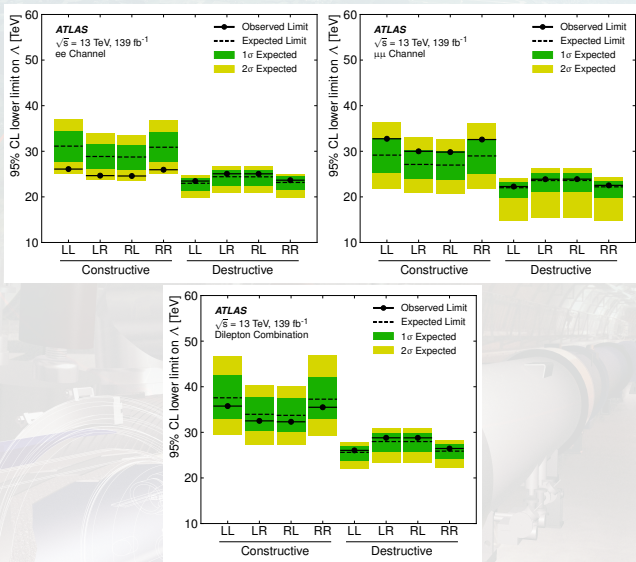 95% CL lower limit on Λ [TeV]
60
50
40
30
20
10
ATLAS
√s = 13 TeV, 139 fb⁻¹
ee Channel
Observed Limit
Expected Limit
1σ Expected
2σ Expected
LL LR RL RR LL LR RL RR
Constructive Destructive
95% CL lower limit on Λ [TeV]
60
50
40
30
20
10
ATLAS
√s = 13 TeV, 139 fb⁻¹
μμ Channel
Observed Limit
Expected Limit
1σ Expected
2σ Expected
LL LR RL RR LL LR RL RR
Constructive Destructive
95% CL lower limit on Λ [TeV]
60
50
40
30
20
10
ATLAS
√s = 13 TeV, 139 fb⁻¹
Dilepton Combination
Observed Limit
Expected Limit
1σ Expected
2σ Expected
LL LR RL RR LL LR RL RR
Constructive Destructive